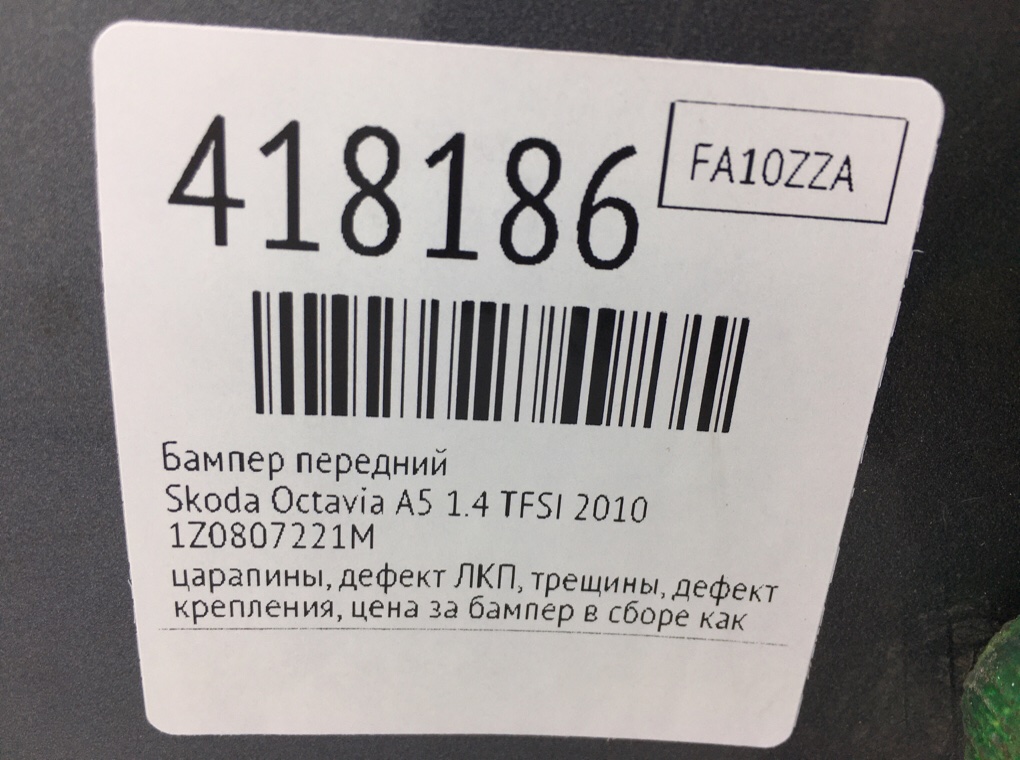 418186
FA10ZZA
Бампер передний
Skoda Octavia A5 1.4 TFSI 2010
1Z0807221M
царапины, дефект ЛКП, трещины, дефект
крепления, цена за бампер в сборе как